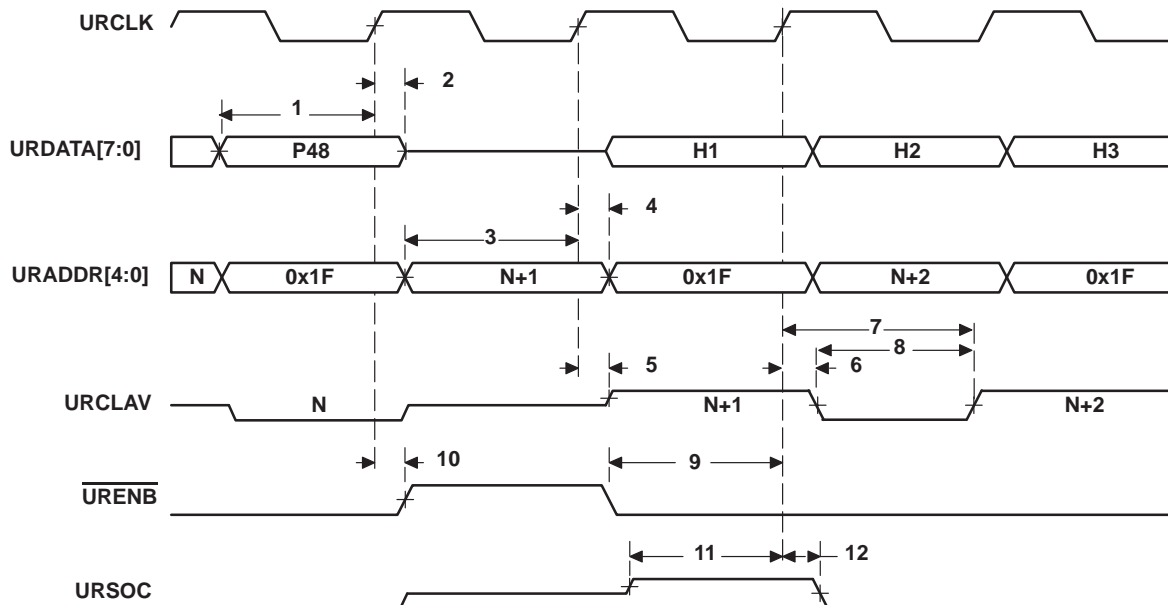 URCLK
2
1
URDATA[7:0] P48 H1 H2 H3
4
3
URADDR[4:0] N 0x1F N+1 0x1F N+2 0x1F
7
8
5 6
URCLAV N N+1 N+2
10 9
URENB
11 12
URSOC